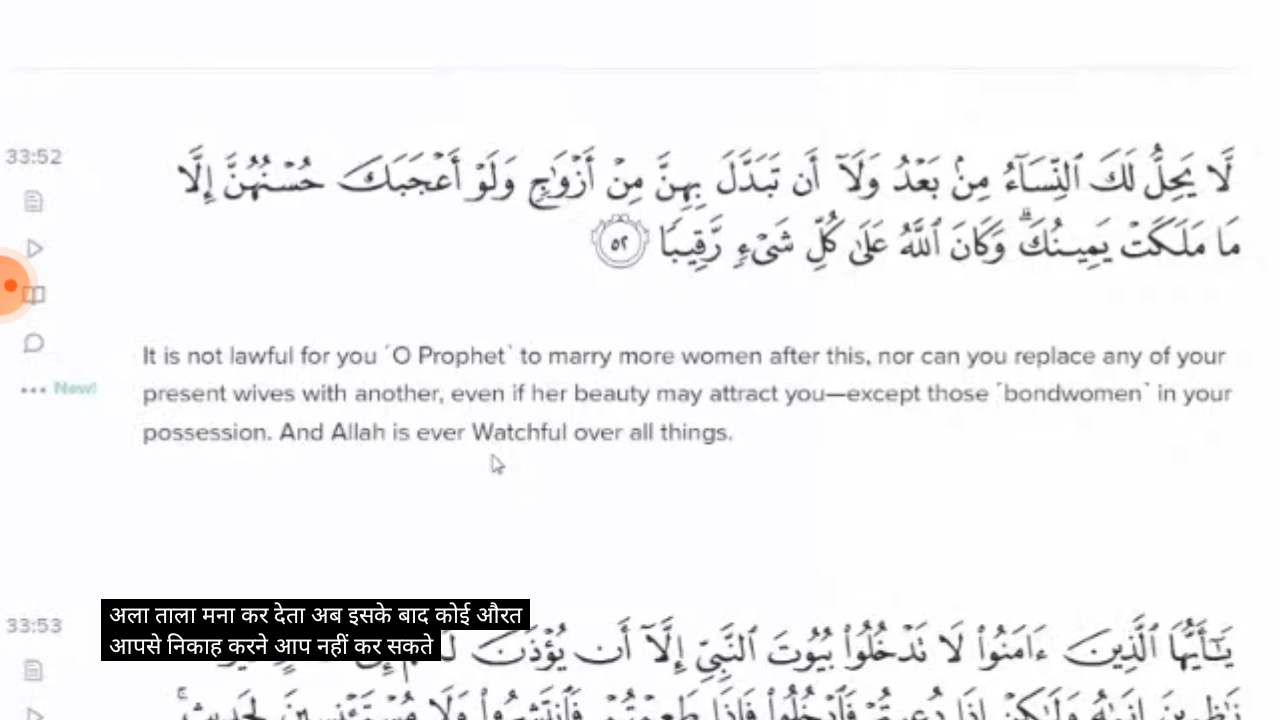 33:52
لَّا يَحِلُّ لَكَ ٱلنِّسَآءُ مِنۢ بَعْدُ وَلَآ أَن تَبَدَّلَ بِهِنَّ مِنْ أَزْوَٰجٍ وَلَوْ أَعْجَبَكَ حُسْنُهُنَّ إِلَّا
مَا مَلَكَتْ يَمِينُكَ ۗ وَكَانَ ٱللَّهُ عَلَىٰ كُلِّ شَىْءٍ رَّقِيبًا ٥٢
It is not lawful for you ˹O Prophet˺ to marry more women after this, nor can you replace any of your
New!
present wives with another, even if her beauty may attract you—except those ˹bondwomen˺ in your
possession. And Allah is ever Watchful over all things.
33:53
अला ताला मना कर देता अब इसके बाद कोई औरत
आपसे निकाह करने आप नहीं कर सकते
يَـٰٓأَيُّهَا ٱلَّذِينَ ءَامَنُوا۟ لَا تَدْخُلُوا۟ بُيُوتَ ٱلنَّبِىِّ إِلَّآ أَن يُؤْذَنَ